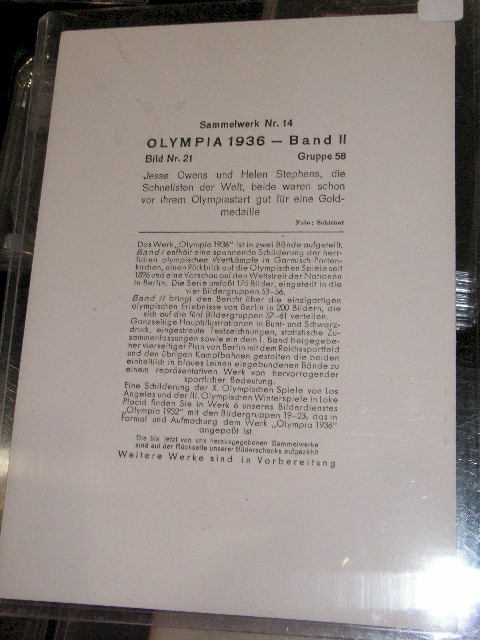 Sammelwerk Nr. 14
OLYMPIA 1936 — Band II
Bild Nr. 21 Gruppe 58
Jesse Owens und Helen Stephens, die
Schnellsten der Welt, beide waren schon
vor ihrem Olympiastart gut für eine Gold-
medaille
Foto: Schirner
Das Werk „Olympia 1936" ist in zwei Bände aufgeteilt.
Band I enthält eine spannende Schilderung der herr-
lichen olympischen Wettkämpfe in Garmisch-Parten-
kirchen, einen Rückblick auf die Olympischen Spiele seit
1896 und eine Vorschau auf den Wettstreit der Nationen
in Berlin. Die Serie umfaßt 175 Bilder, eingeteilt in die
vier Bildergruppen 53–56.
Band II bringt den Bericht über die einzigartigen
olympischen Erlebnisse von Berlin in 200 Bildern, die
sich auf die fünf Bildergruppen 57–61 verteilen.
Ganzseitige Hauptillustrationen in Bunt- und Schwarz-
druck, eingestreute Textzeichnungen, statistische Zu-
sammenfassungen sowie ein dem I. Band beigegebe-
ner vierseitiger Plan von Berlin mit dem Reichssportfeld
und den übrigen Kampfbahnen gestalten die beiden
einheitlich in blaues Leinen eingebundenen Bände zu
einem repräsentativen Werk von hervorragender
sportlicher Bedeutung.
Eine Schilderung der X. Olympischen Spiele von Los
Angeles und der III. Olympischen Winterspiele in Lake
Placid finden Sie in Werk 6 unseres Bilderdienstes
„Olympia 1932" mit den Bildergruppen 19–23, das in
Format und Aufmachung dem Werk „Olympia 1936"
angepaßt ist.
Die bis jetzt von uns herausgegebenen Sammelwerke
sind auf der Rückseite unserer Bilderschecks aufgezählt
Weitere Werke sind in Vorbereitung